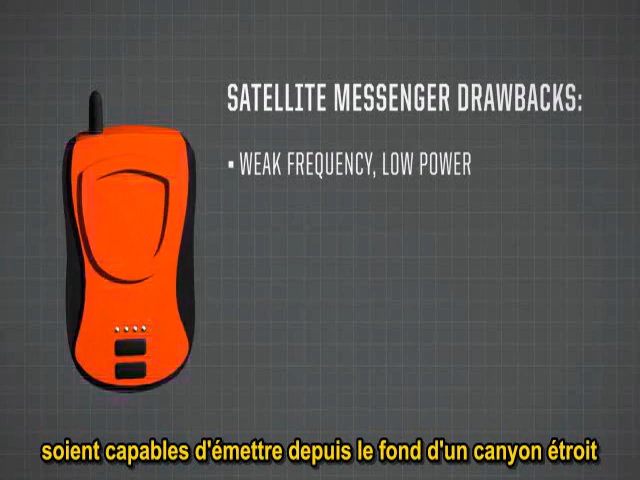 SATELLITE MESSENGER DRAWBACKS:
▪ WEAK FREQUENCY, LOW POWER
soient capables d'émettre depuis le fond d'un canyon étroit